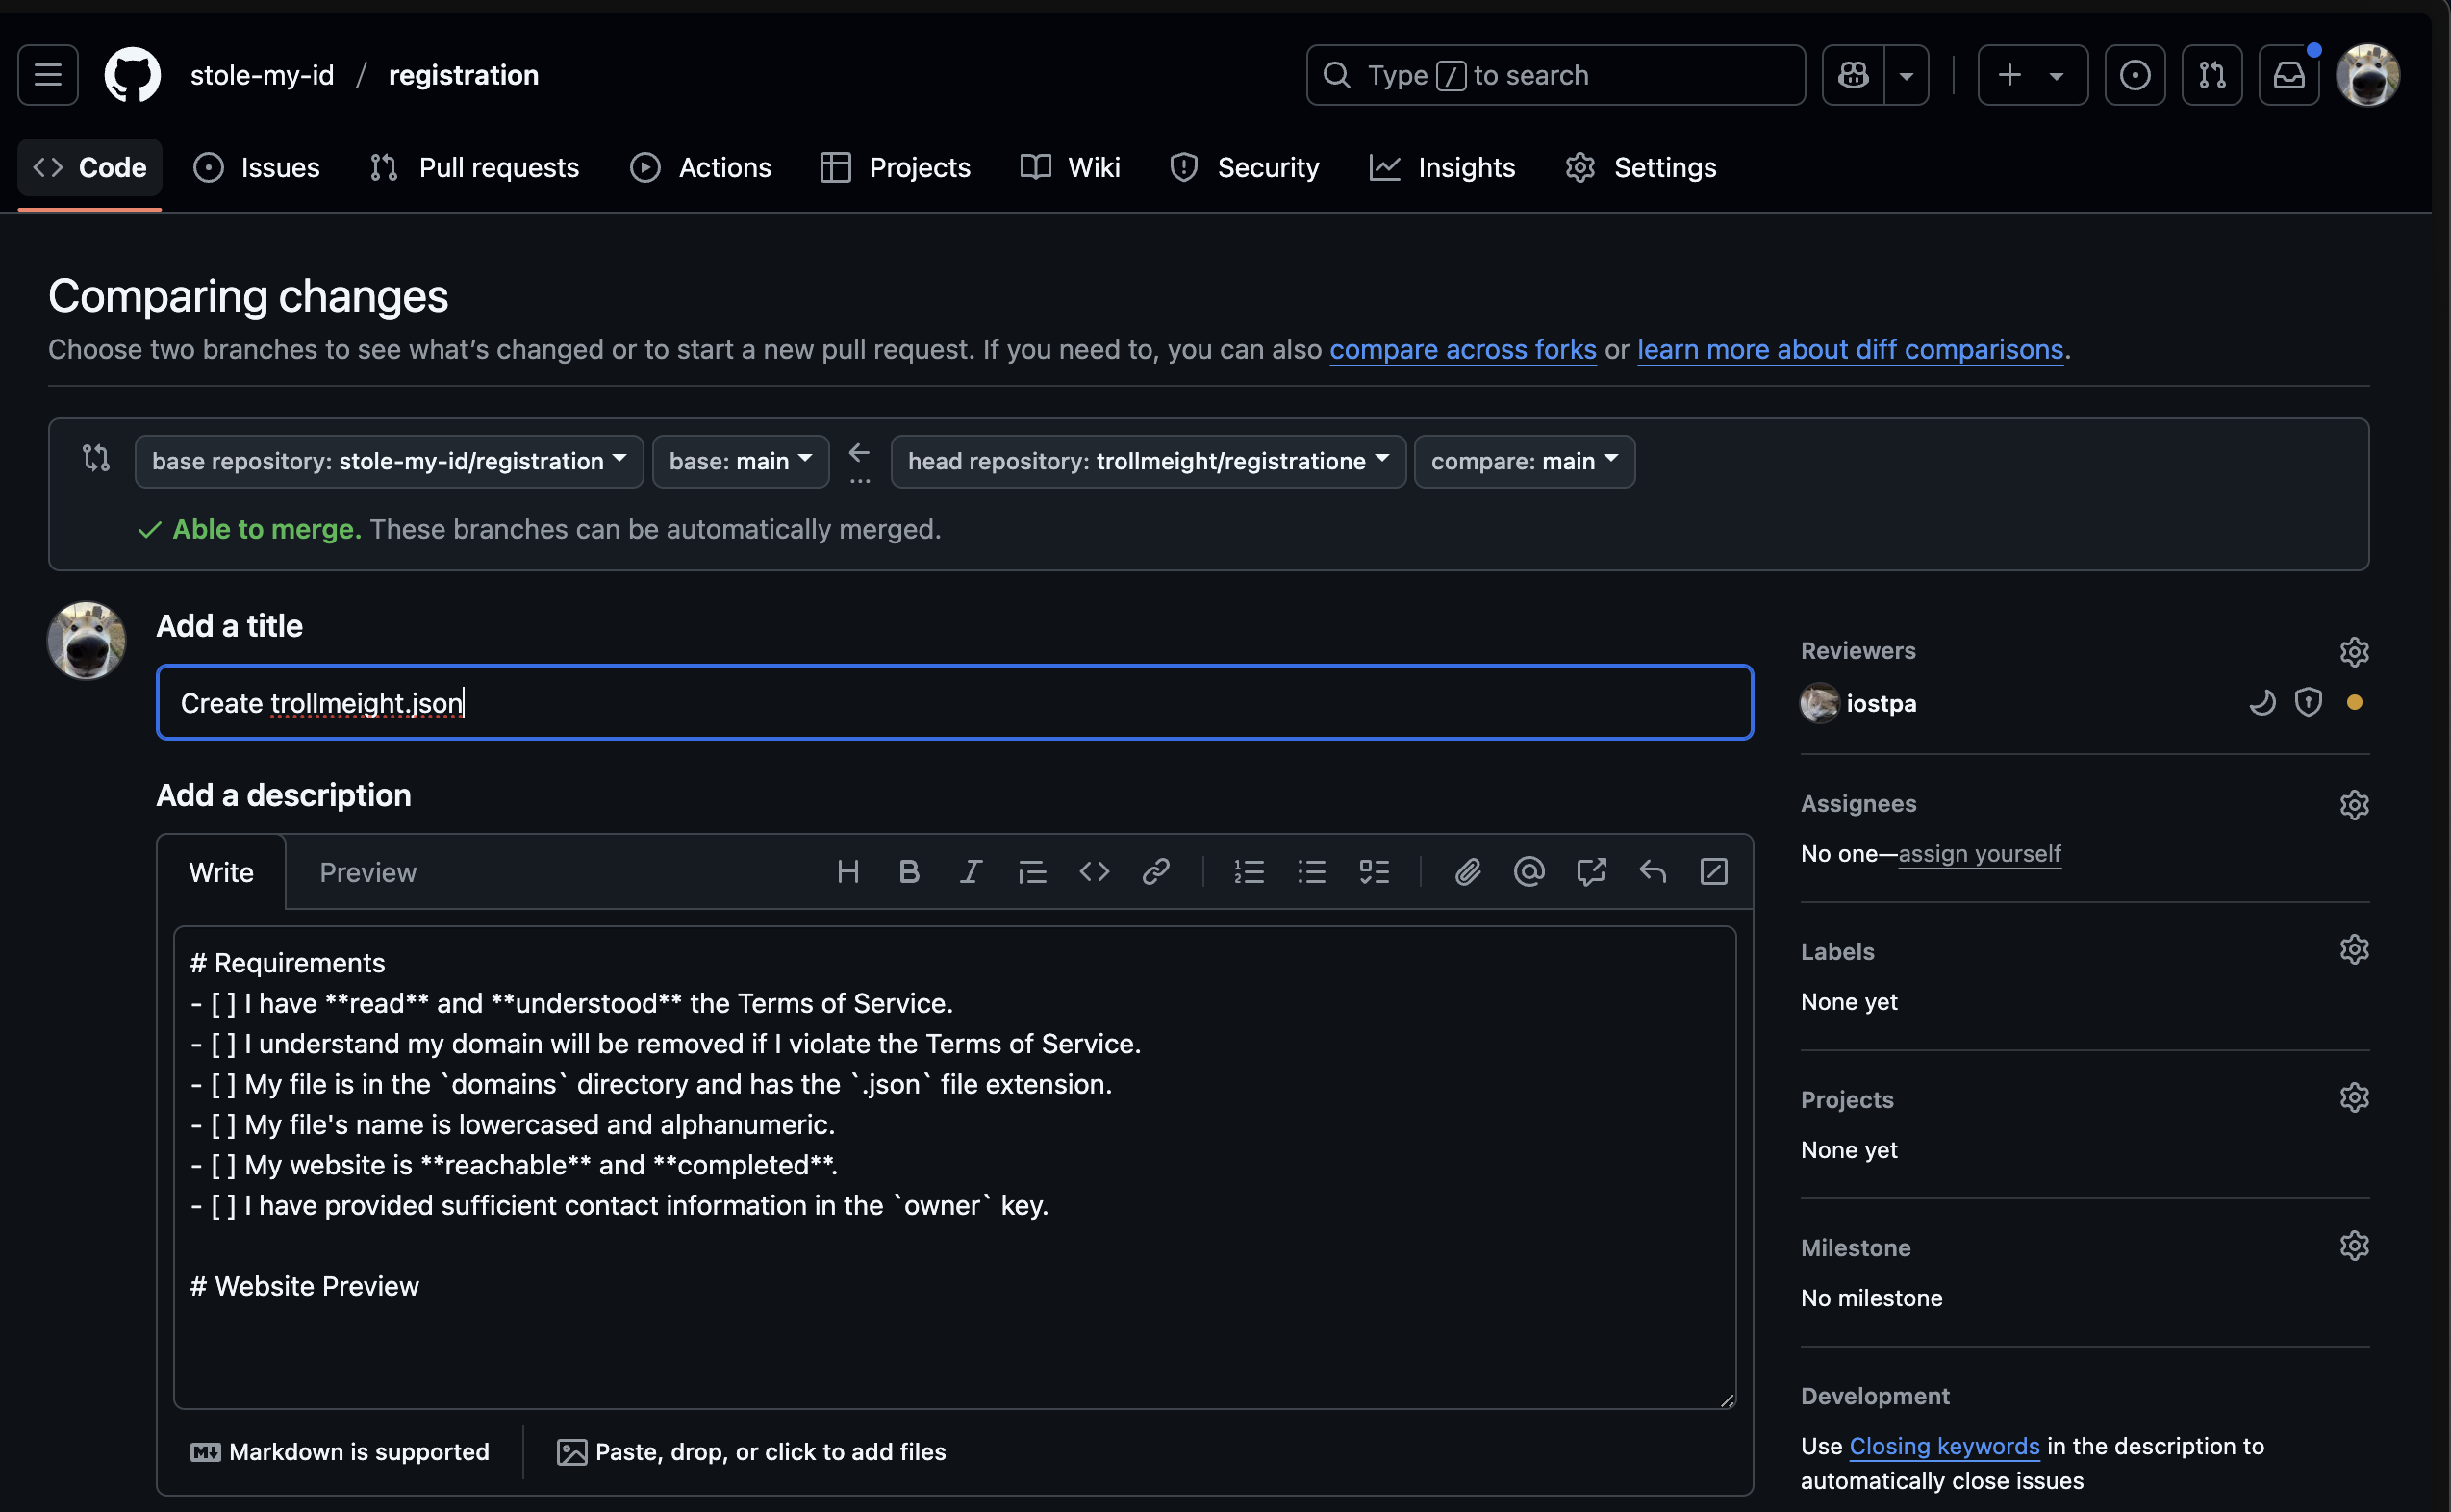 stole-my-id / registration
Type / to search
Code
Issues
Pull requests
Actions
Projects
Wiki
Security
Insights
Settings
Comparing changes
Choose two branches to see what's changed or to start a new pull request. If you need to, you can also compare across forks or learn more about diff comparisons.
base repository: stole-my-id/registration
base: main
head repository: trollmeight/registratione
compare: main
Able to merge. These branches can be automatically merged.
Add a title
Create trollmeight.json
Add a description
Write
Preview
# Requirements
- [ ] I have **read** and **understood** the Terms of Service.
- [ ] I understand my domain will be removed if I violate the Terms of Service.
- [ ] My file is in the `domains` directory and has the `.json` file extension.
- [ ] My file's name is lowercased and alphanumeric.
- [ ] My website is **reachable** and **completed**.
- [ ] I have provided sufficient contact information in the `owner` key.
# Website Preview
Markdown is supported
Paste, drop, or click to add files
Reviewers
iostpa
Assignees
No one—assign yourself
Labels
None yet
Projects
None yet
Milestone
No milestone
Development
Use Closing keywords in the description to
automatically close issues